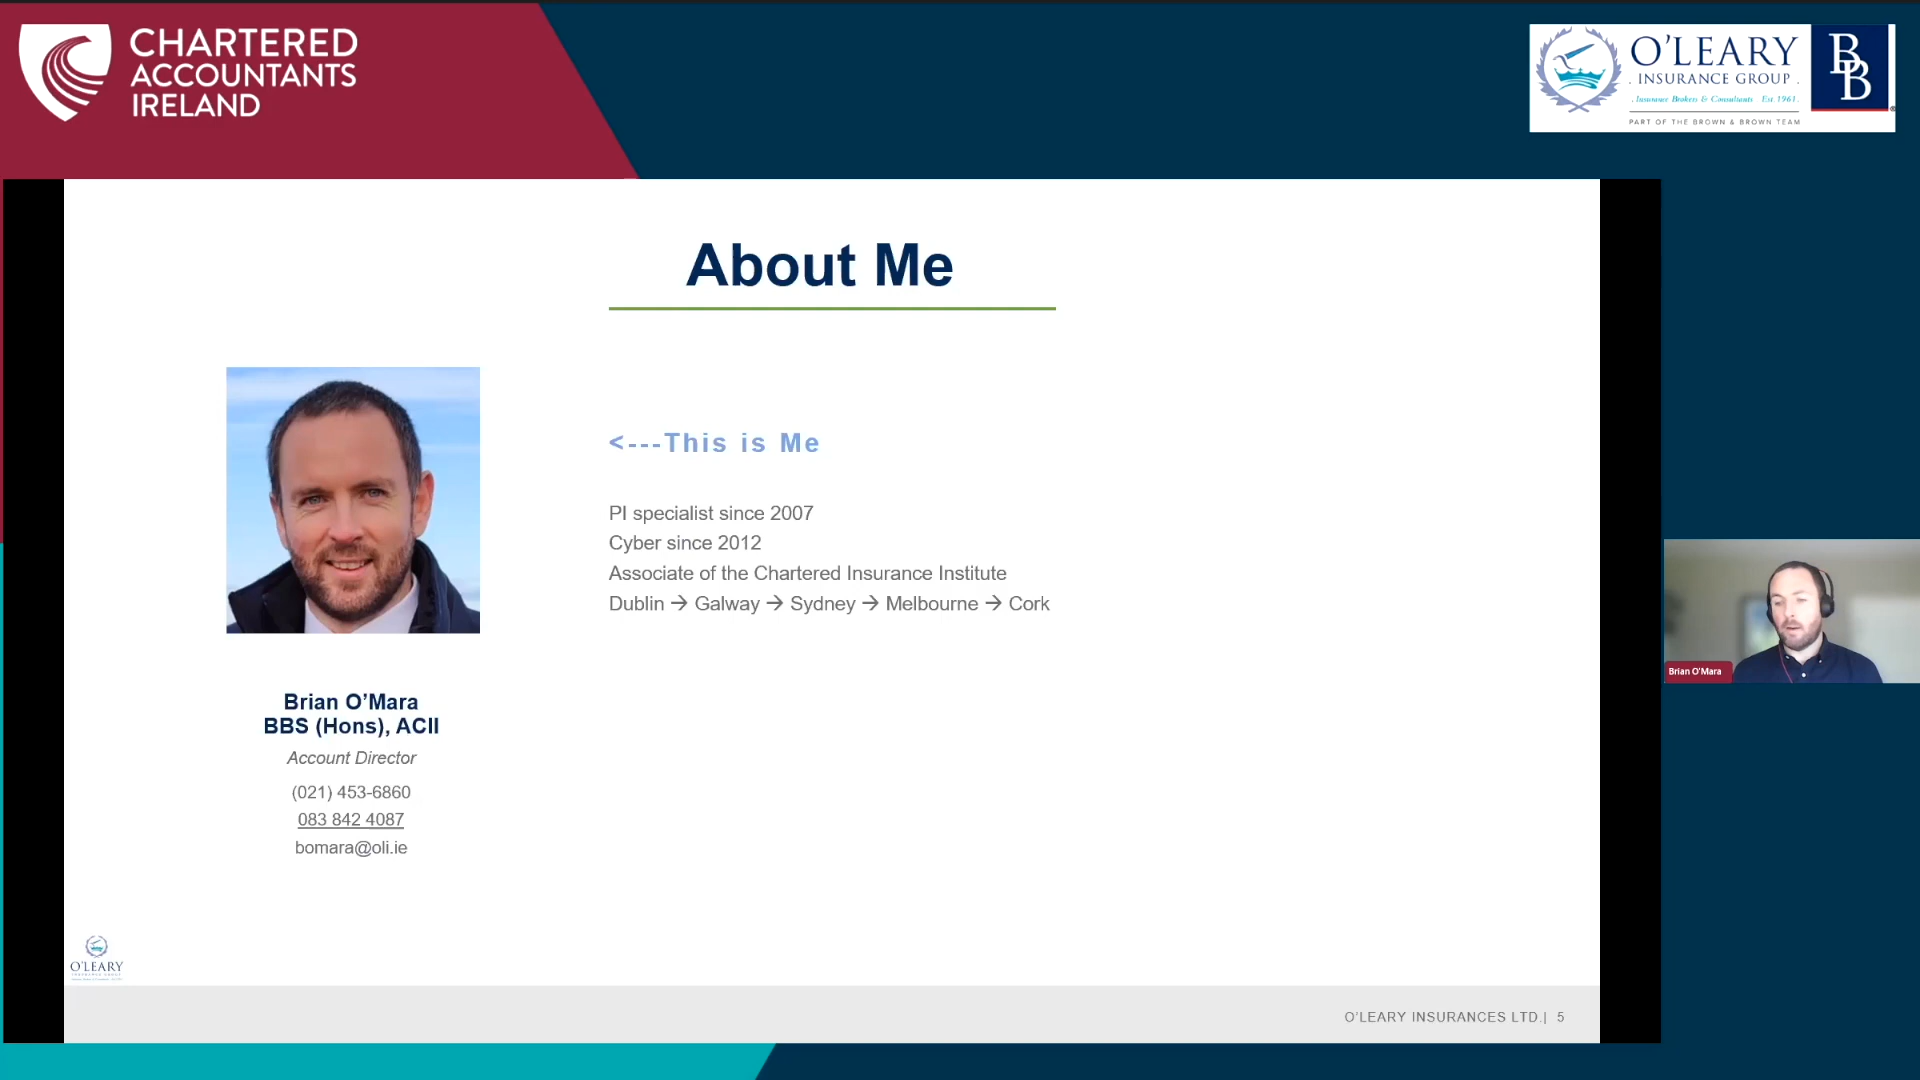 CHARTERED
ACCOUNTANTS
IRELAND
O'LEARY
. INSURANCE GROUP .
. Insurance Brokers & Consultants Est.1961.
PART OF THE BROWN & BROWN TEAM
BB
About Me
<---This is Me
PI specialist since 2007
Cyber since 2012
Associate of the Chartered Insurance Institute
Dublin → Galway → Sydney → Melbourne → Cork
Brian O’Mara
BBS (Hons), ACII
Account Director
(021) 453-6860
083 842 4087
bomara@oli.ie
Brian O'Mara
O'LEARY
O’LEARY INSURANCES LTD.| 5